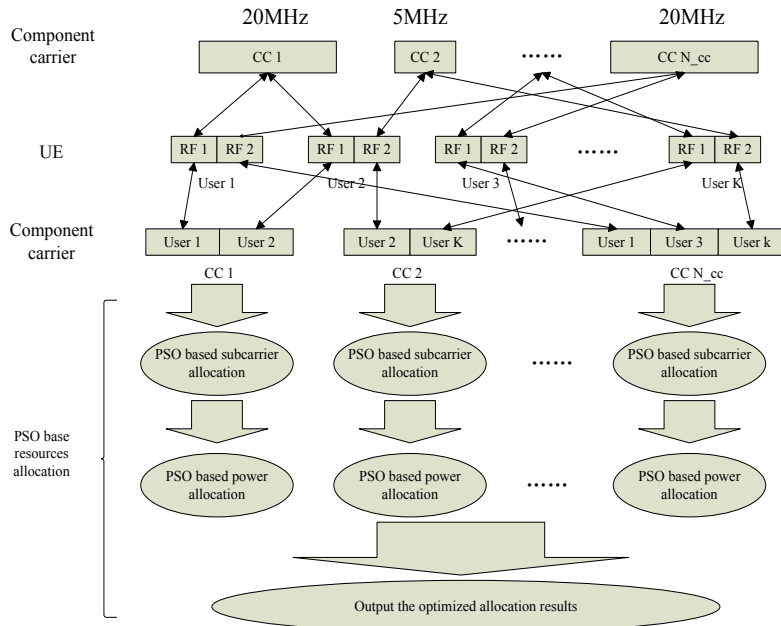 20MHz 5MHz 20MHz
Component carrier
CC 1 CC 2 ...... CC N_cc
UE
RF 1 RF 2 RF 1 RF 2 RF 1 RF 2 ...... RF 1 RF 2
User 1 User 2 User 3 User K
Component carrier
User 1 User 2 User 2 User K ...... User 1 User 3 User k
CC 1 CC 2 CC N_cc
PSO based subcarrier allocation
PSO based subcarrier allocation
......
PSO based subcarrier allocation
PSO base resources allocation
PSO based power allocation
PSO based power allocation
......
PSO based power allocation
Output the optimized allocation results